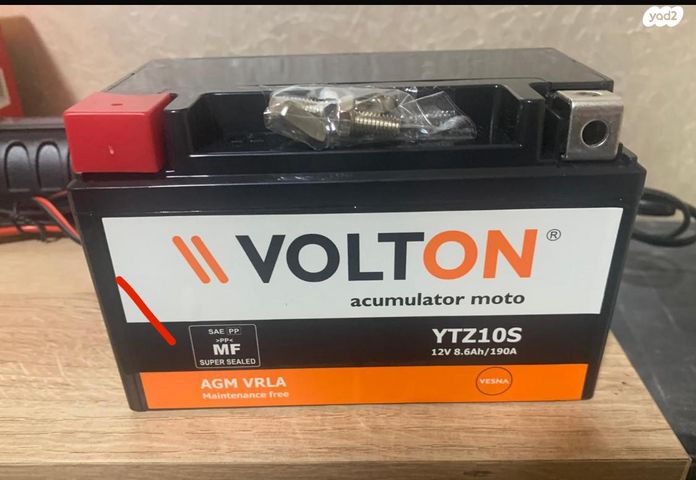 yad2
VOLTON®
acumulator moto
SAE PP
>PP<
MF
SUPER SEALED
YTZ10S
12V 8.6Ah/190A
AGM VRLA
Maintenance free
VESNA